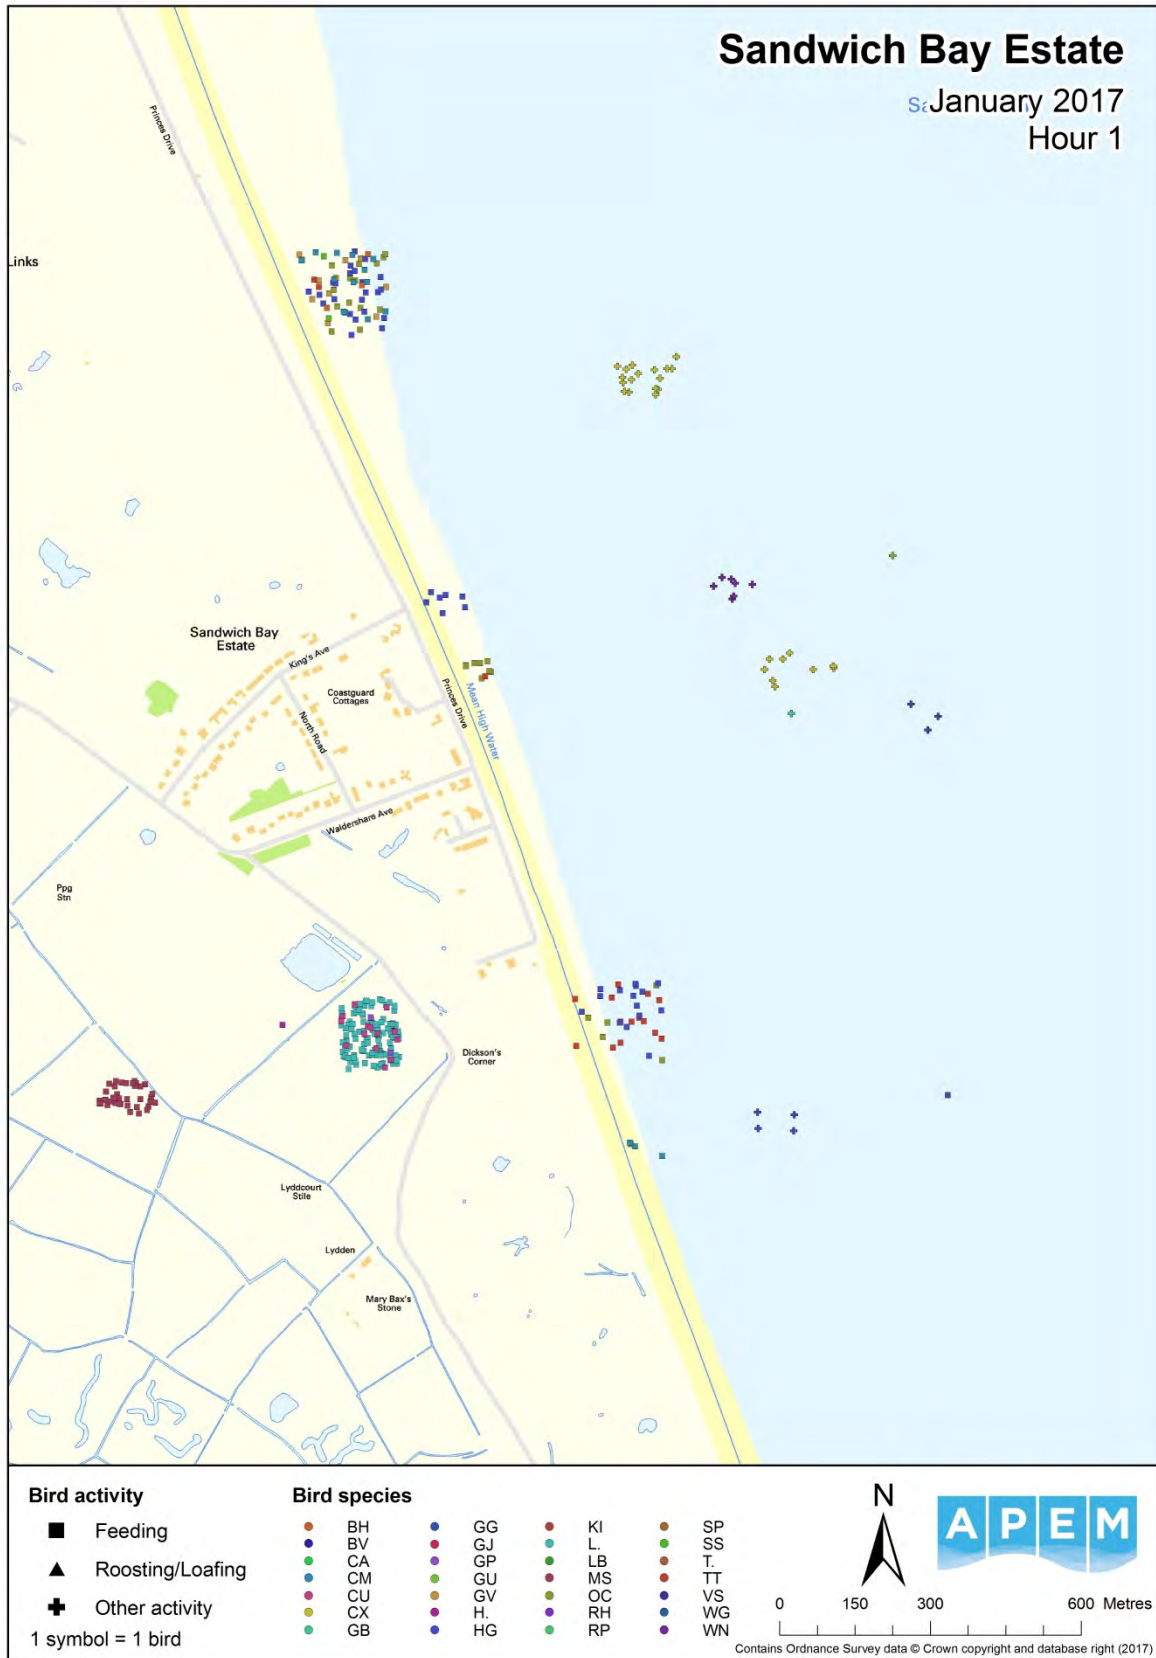 Sandwich Bay Estate
January 2017
Hour 1
Princes Drive
Links
Sandwich Bay
Estate
King's Ave
Coastguard
Cottages
North Road
Princes Drive
Mean High Water
Waldershare Ave
Ppg
Stn
Dickson's
Corner
Lyddcourt
Stile
Lydden
Mary Bax's
Stone
Bird activity
Feeding
Roosting/Loafing
Other activity
1 symbol = 1 bird
Bird species
BH
BV
CA
CM
CU
CX
GB
GG
GJ
GP
GU
GV
H.
HG
KI
L.
LB
MS
OC
RH
RP
SP
SS
T.
TT
VS
WG
WN
N
APEM
0 150 300 600 Metres
Contains Ordnance Survey data © Crown copyright and database right (2017)